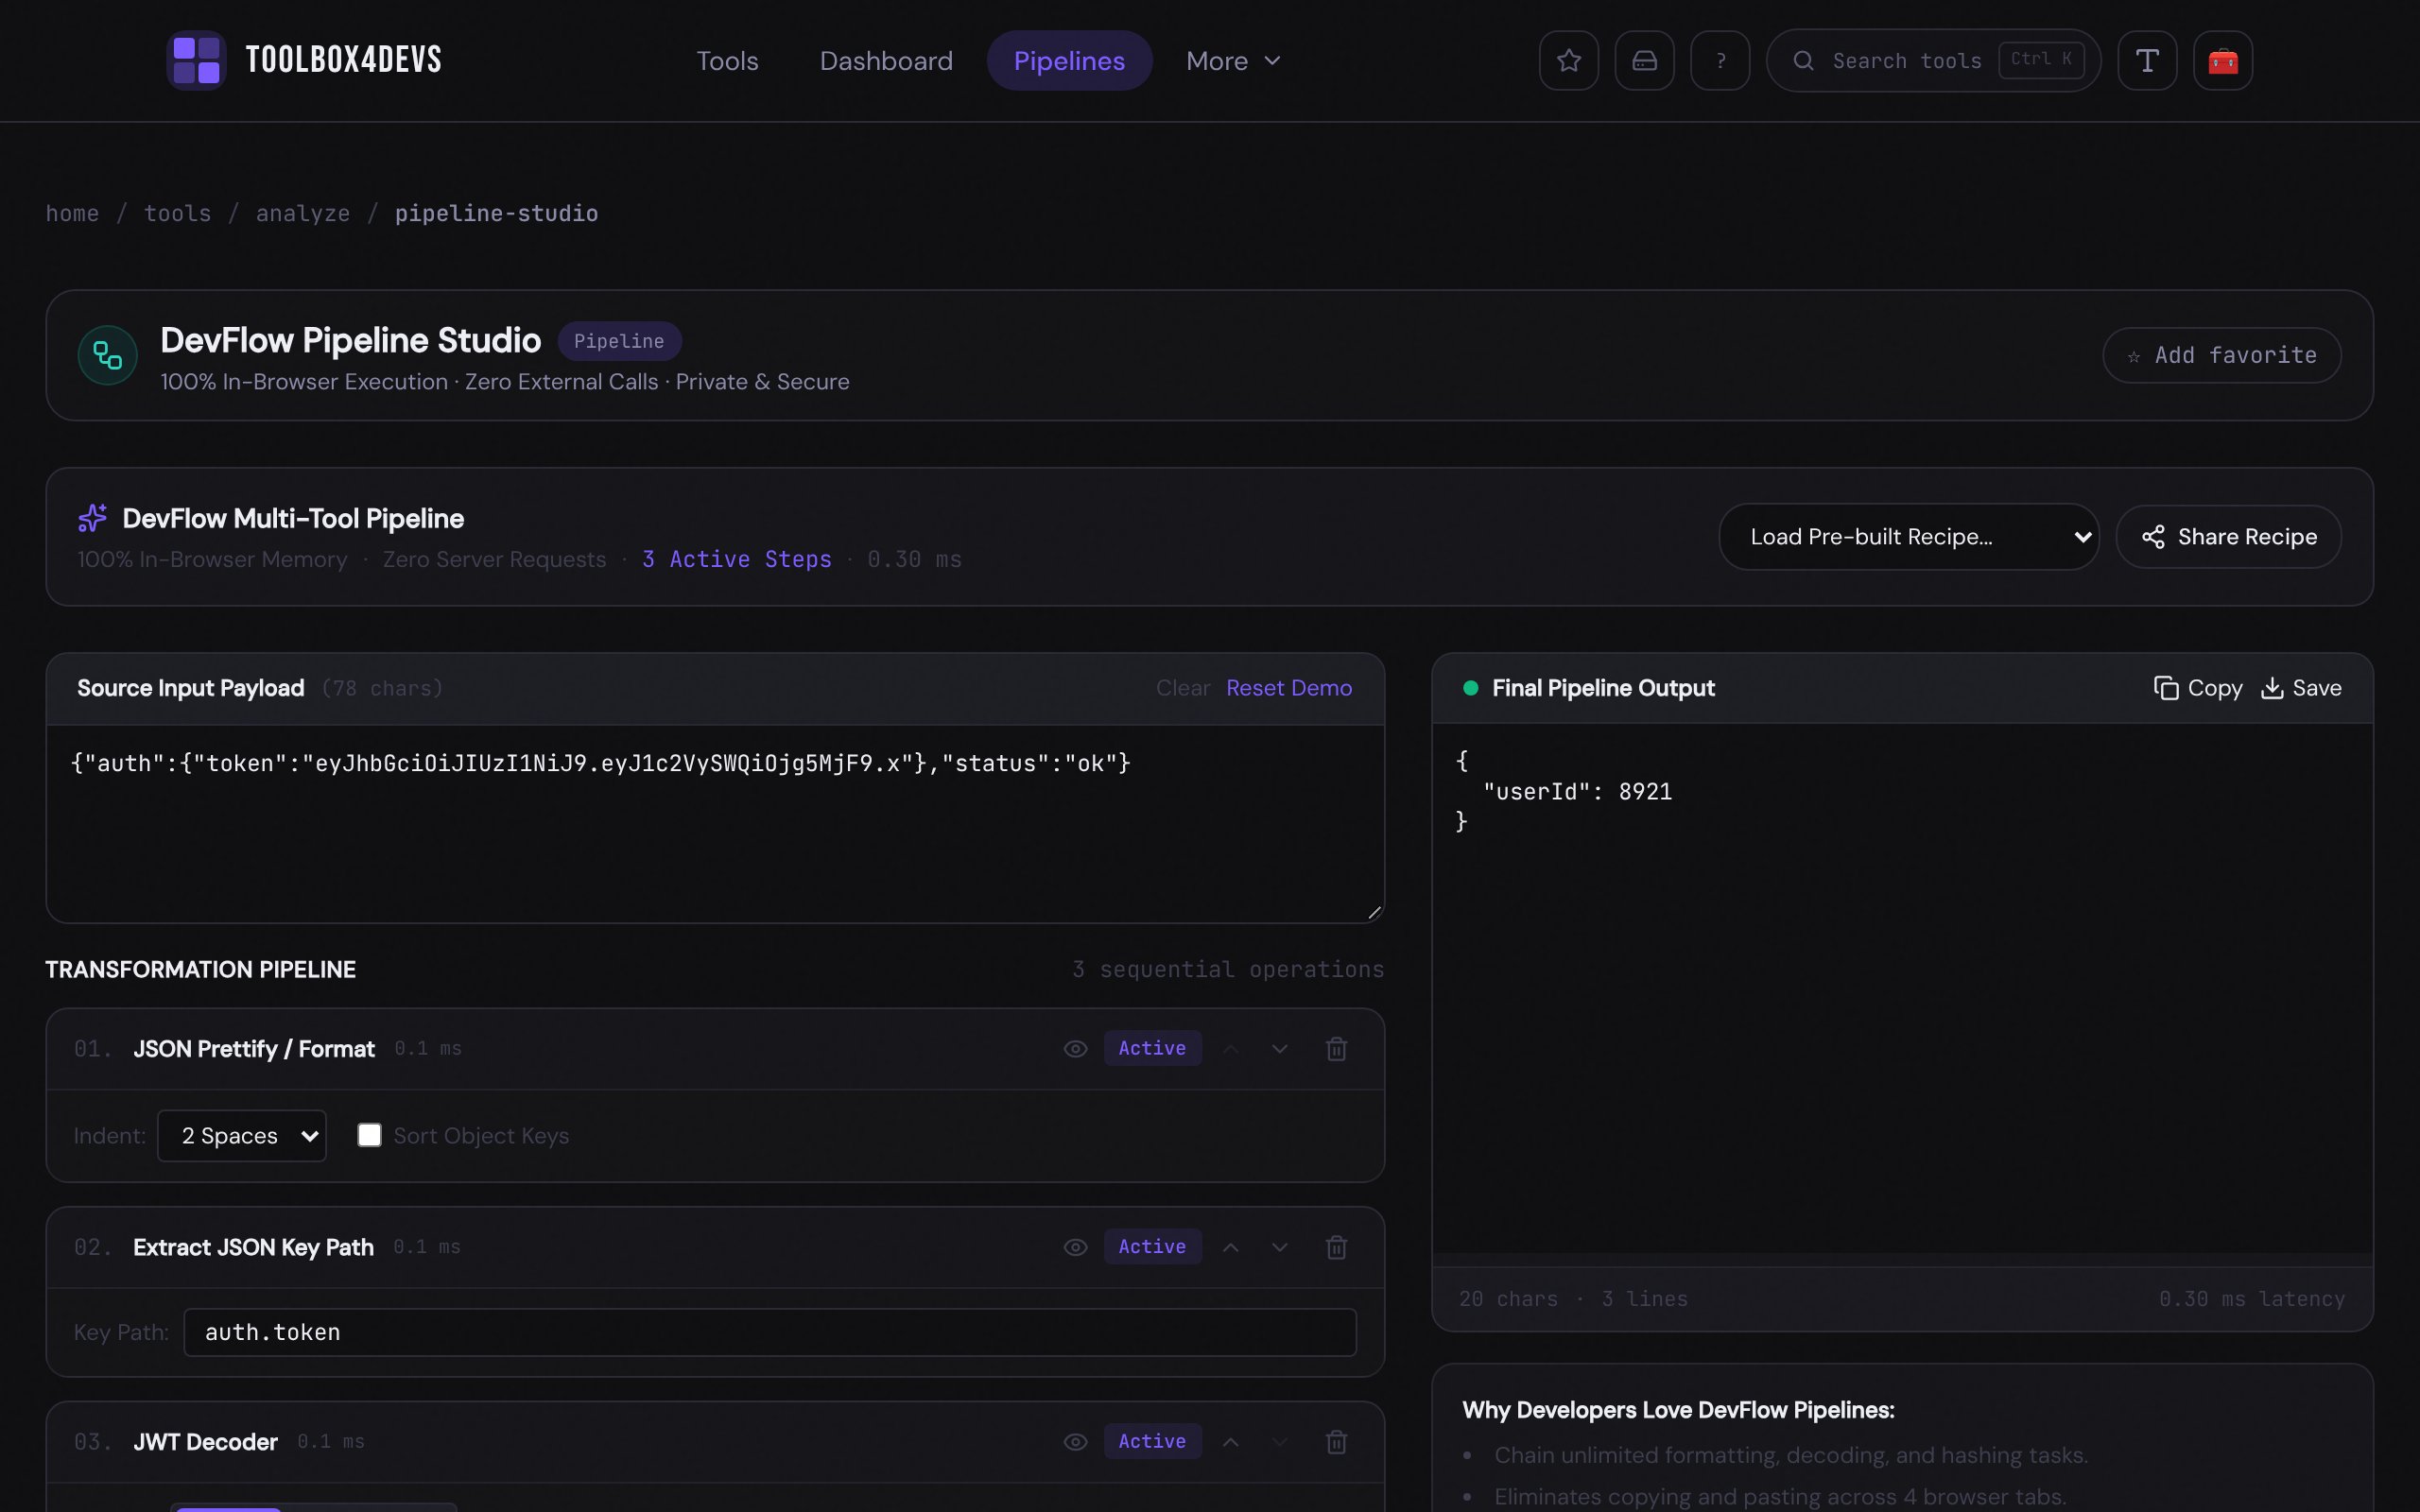 TOOLBOX4DEVS
Tools
Dashboard
Pipelines
More
?
Search tools Ctrl K
T
home / tools / analyze / pipeline-studio
DevFlow Pipeline Studio Pipeline
100% In-Browser Execution · Zero External Calls · Private & Secure
☆ Add favorite
DevFlow Multi-Tool Pipeline
100% In-Browser Memory · Zero Server Requests · 3 Active Steps · 0.30 ms
Load Pre-built Recipe...
Share Recipe
Source Input Payload (78 chars)
Clear Reset Demo
{"auth":{"token":"eyJhbGciOiJIUzI1NiJ9.eyJ1c2VySWQiOjg5MjF9.x"},"status":"ok"}
TRANSFORMATION PIPELINE
3 sequential operations
01. JSON Prettify / Format 0.1 ms
Active
Indent: 2 Spaces Sort Object Keys
02. Extract JSON Key Path 0.1 ms
Active
Key Path: auth.token
03. JWT Decoder 0.1 ms
Active
Final Pipeline Output
Copy Save
{
"userId": 8921
}
20 chars · 3 lines
0.30 ms latency
Why Developers Love DevFlow Pipelines:
• Chain unlimited formatting, decoding, and hashing tasks.
• Eliminates copying and pasting across 4 browser tabs.